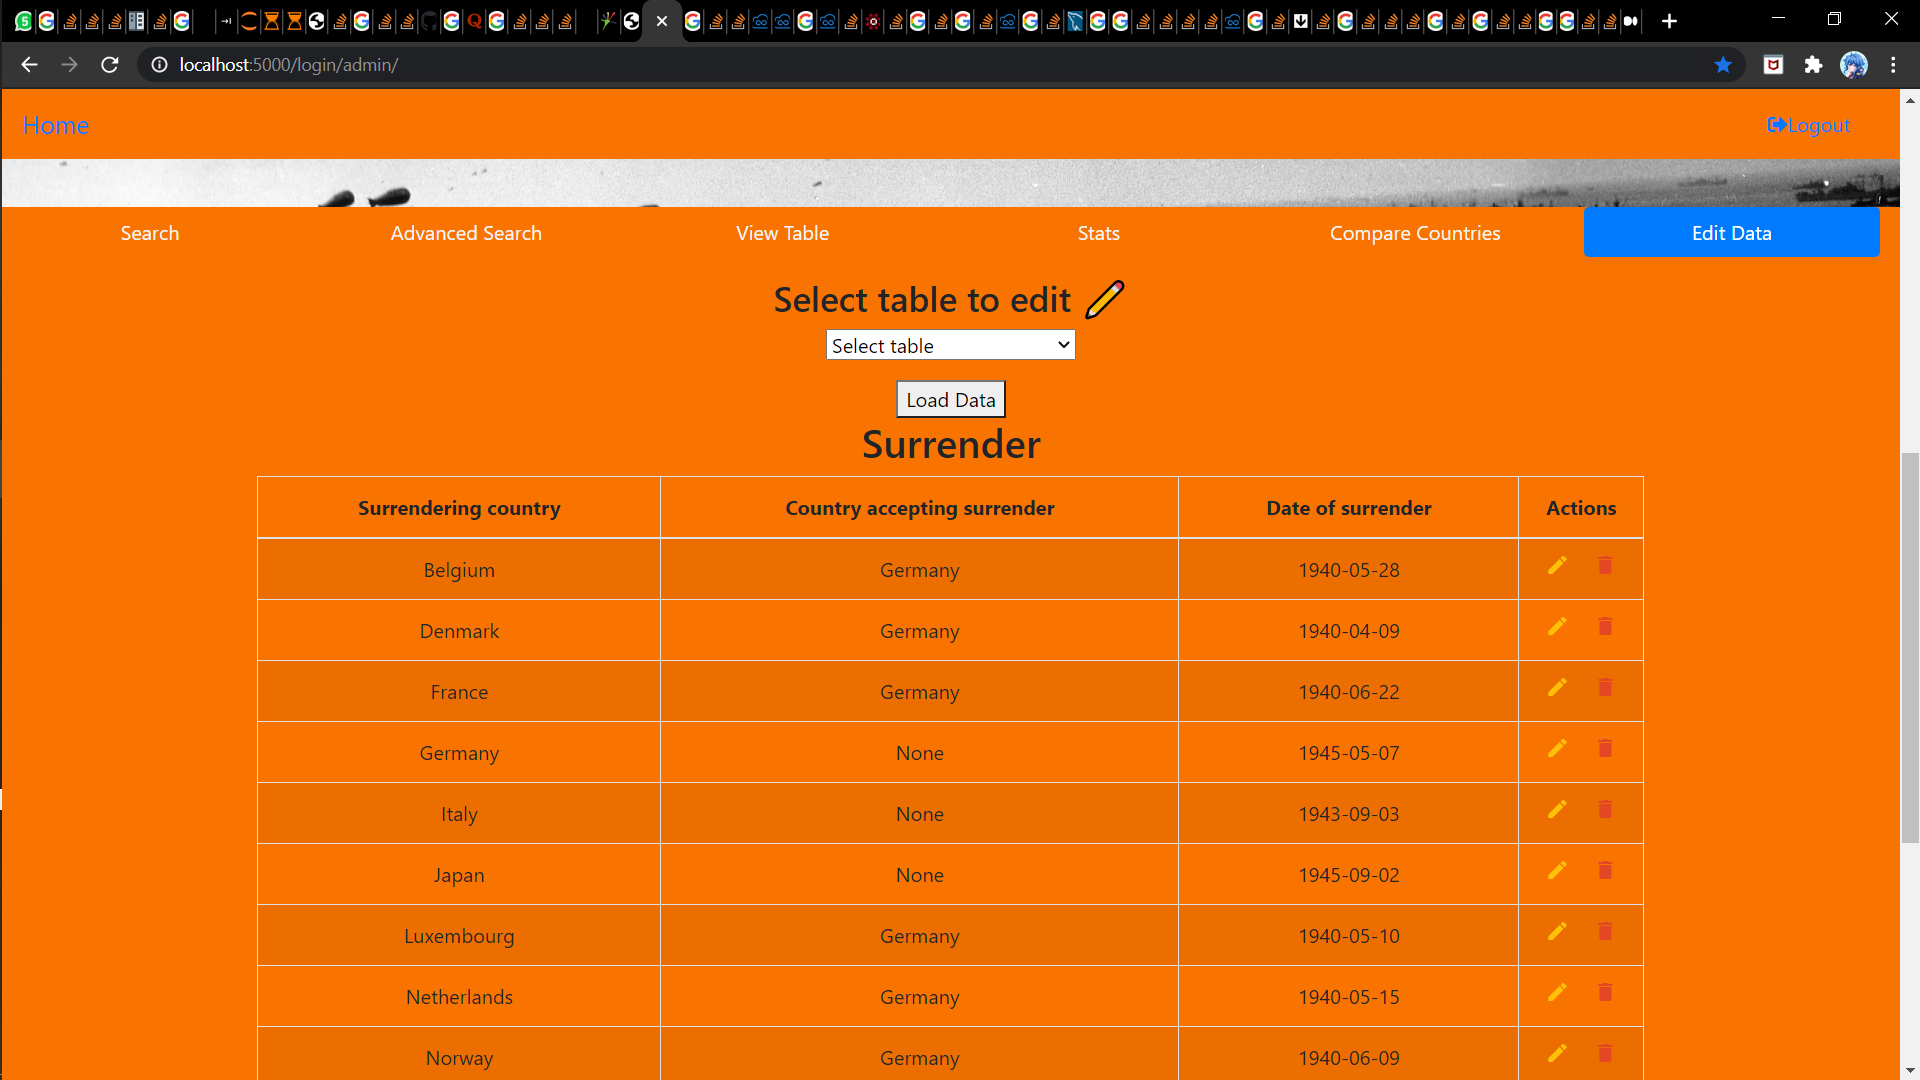 localhost:5000/login/admin/
Home
Logout
Search Advanced Search View Table Stats Compare Countries Edit Data
Select table to edit
Select table
Load Data
Surrender
Surrendering country Country accepting surrender Date of surrender Actions
Belgium Germany 1940-05-28
Denmark Germany 1940-04-09
France Germany 1940-06-22
Germany None 1945-05-07
Italy None 1943-09-03
Japan None 1945-09-02
Luxembourg Germany 1940-05-10
Netherlands Germany 1940-05-15
Norway Germany 1940-06-09